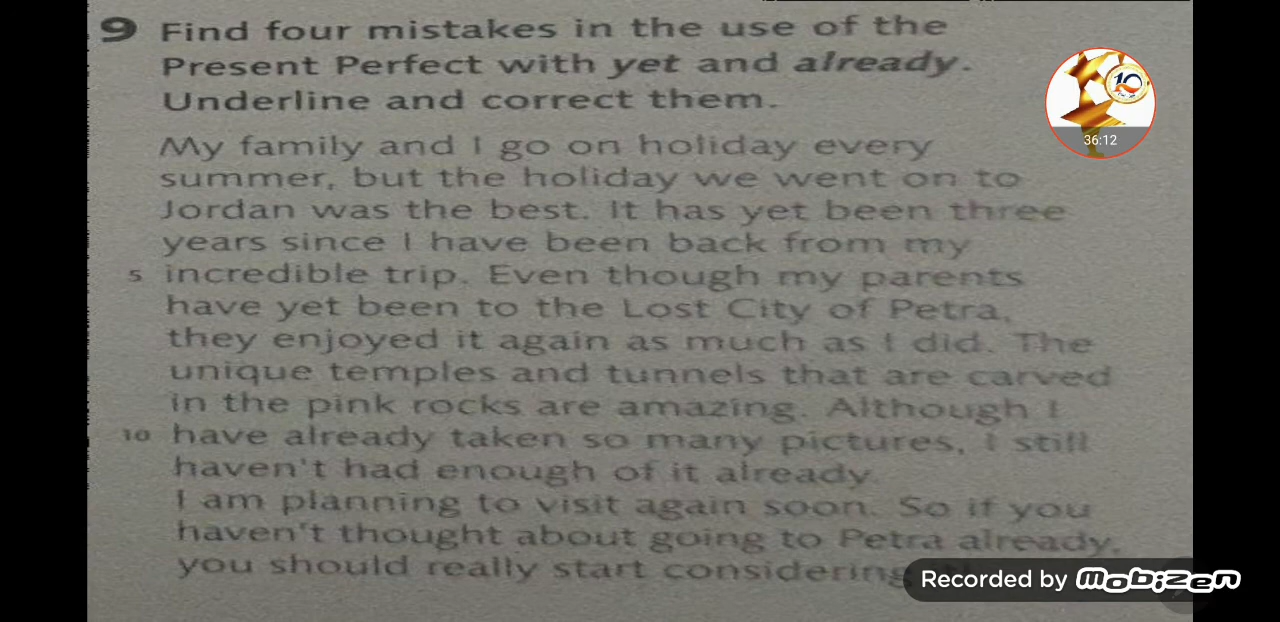 9 Find four mistakes in the use of the
Present Perfect with yet and already.
Underline and correct them.
10
36:12
My family and I go on holiday every
summer, but the holiday we went on to
Jordan was the best. It has yet been three
years since I have been back from my
5 incredible trip. Even though my parents
have yet been to the Lost City of Petra,
they enjoyed it again as much as I did. The
unique temples and tunnels that are carved
in the pink rocks are amazing. Although I
10 have already taken so many pictures, I still
haven't had enough of it already.
I am planning to visit again soon. So if you
haven't thought about going to Petra already,
you should really start considering
Recorded by Mobizen